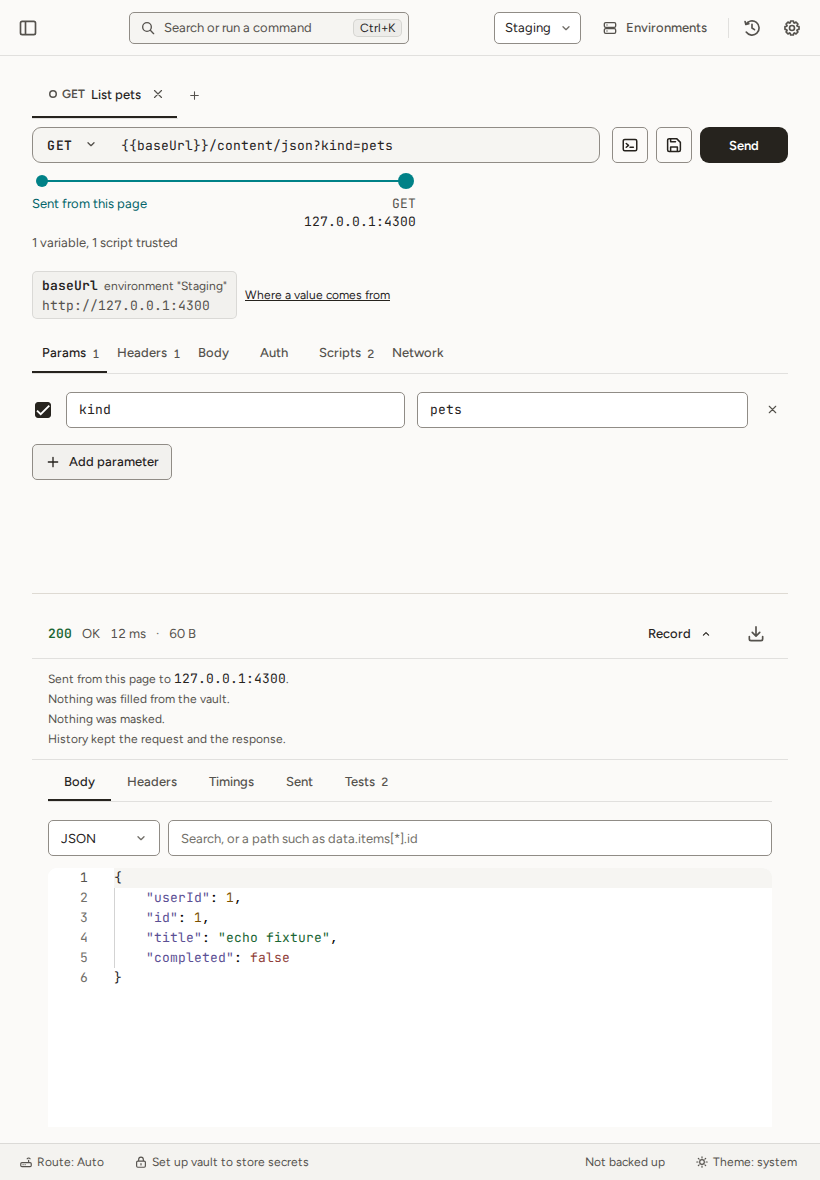 Search or run a command Ctrl+K Staging Environments
GET List pets
GET {{baseUrl}}/content/json?kind=pets Send
Sent from this page GET
127.0.0.1:4300
1 variable, 1 script trusted
baseUrl environment "Staging"
http://127.0.0.1:4300
Where a value comes from
Params 1 Headers 1 Body Auth Scripts 2 Network
kind pets
Add parameter
200 OK 12 ms · 60 B Record
Sent from this page to 127.0.0.1:4300.
Nothing was filled from the vault.
Nothing was masked.
History kept the request and the response.
Body Headers Timings Sent Tests 2
JSON Search, or a path such as data.items[*].id
1 {
2 "userId": 1,
3 "id": 1,
4 "title": "echo fixture",
5 "completed": false
6 }
Route: Auto Set up vault to store secrets Not backed up Theme: system